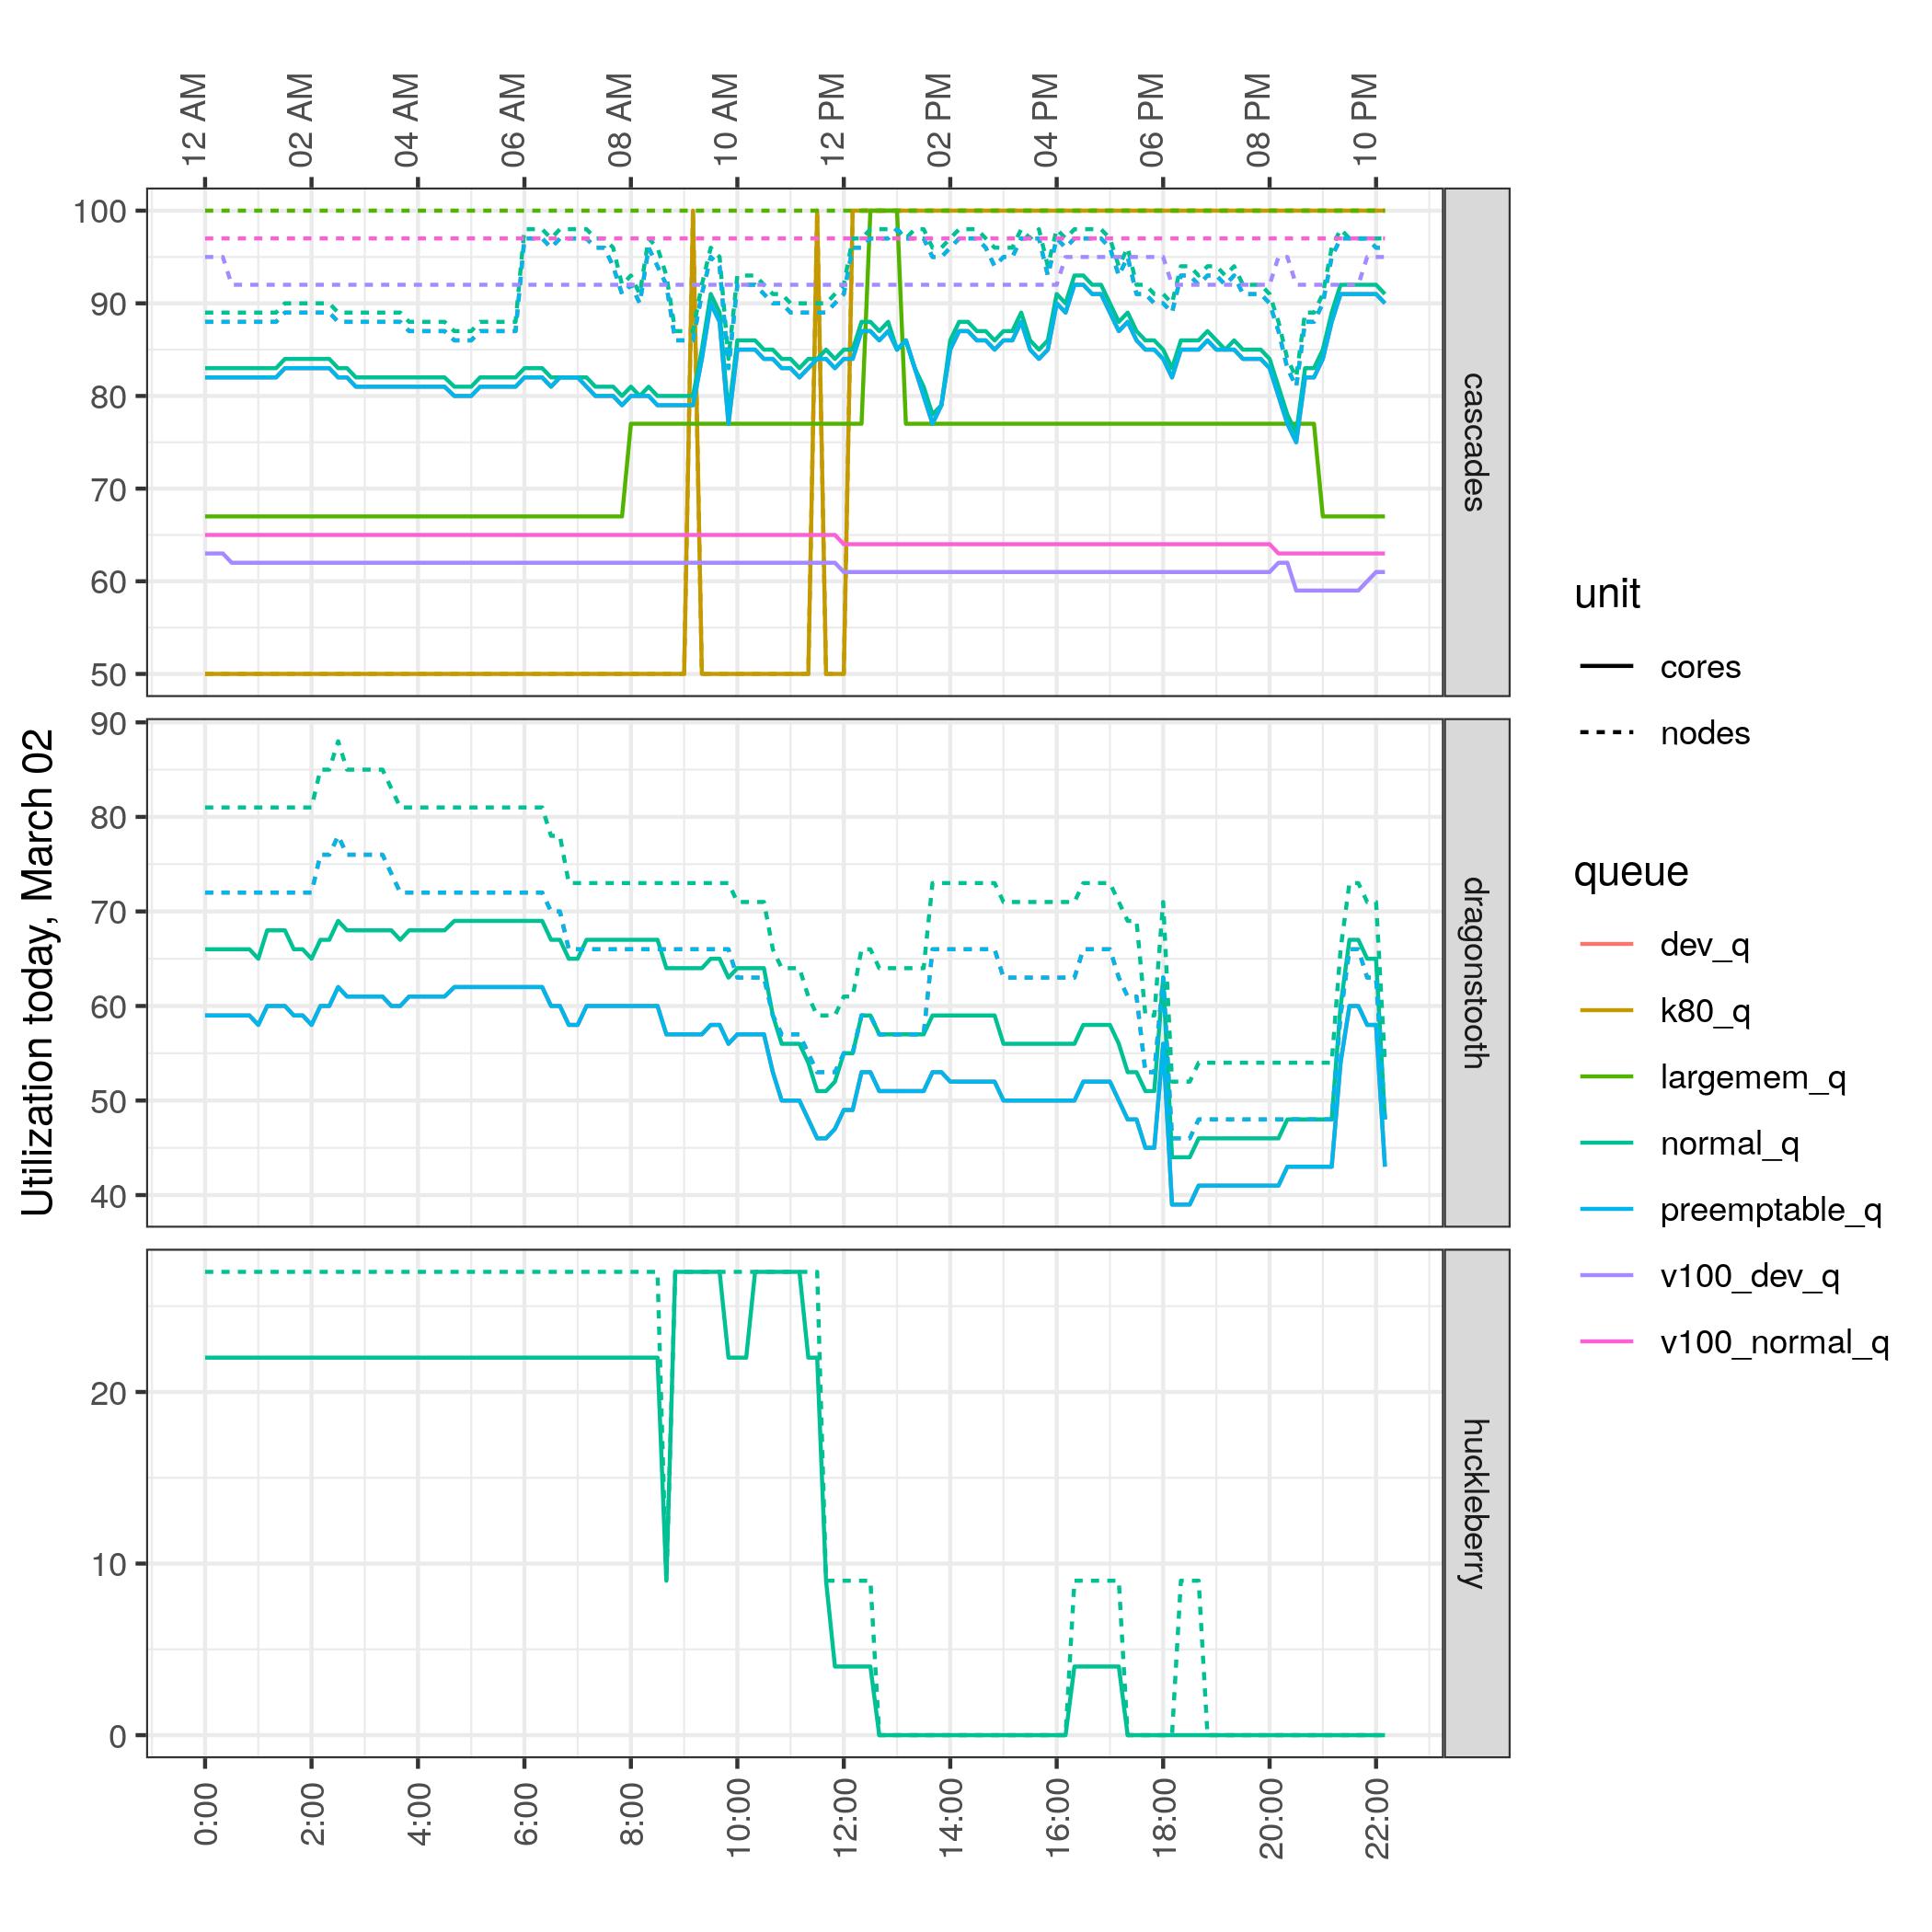 12 AM
02 AM
04 AM
06 AM
08 AM
10 AM
12 PM
02 PM
04 PM
06 PM
08 PM
10 PM
Utilization today, March 02
100
90
80
70
60
50
cascades
90
80
70
60
50
40
dragonstooth
20
10
0
huckleberry
0:00
2:00
4:00
6:00
8:00
10:00
12:00
14:00
16:00
18:00
20:00
22:00
unit
cores
nodes
queue
dev_q
k80_q
largemem_q
normal_q
preemptable_q
v100_dev_q
v100_normal_q